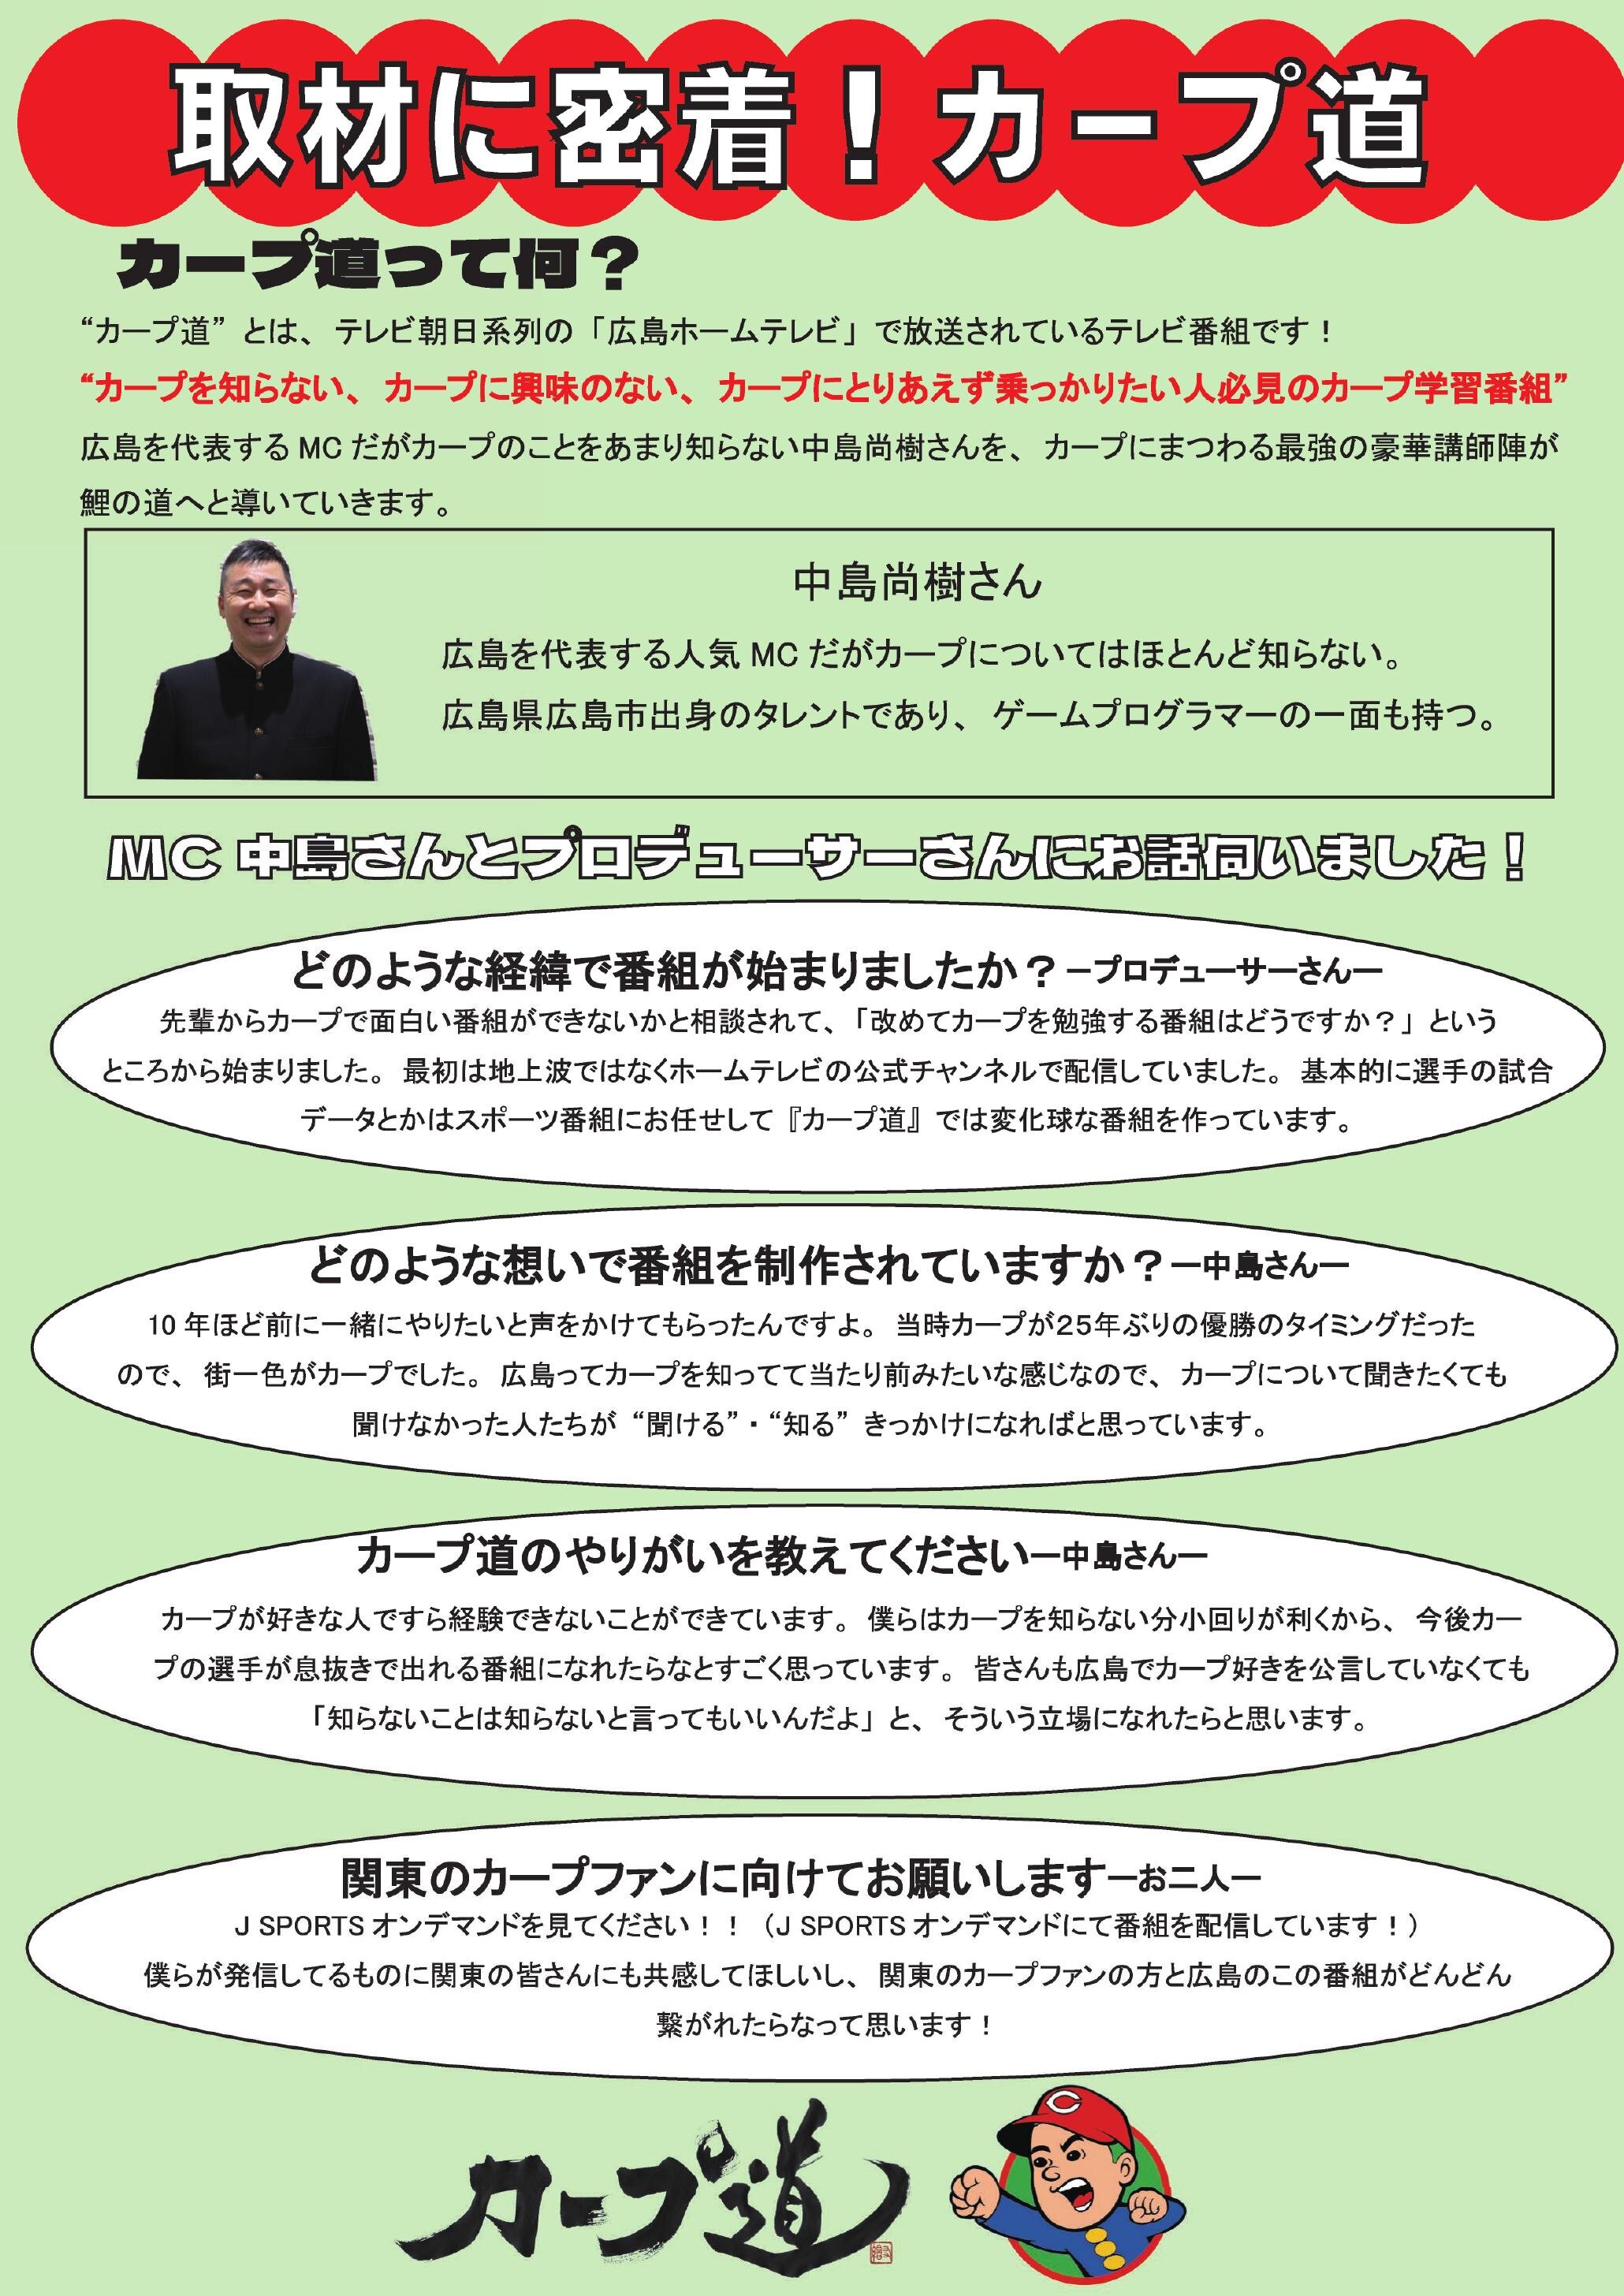 取材に密着！カープ道
カープ道って何？
“カープ道”とは、テレビ朝日系列の「広島ホームテレビ」で放送されているテレビ番組です！
“カープを知らない、カープに興味のない、カープにとりあえず乗っかりたい人必見のカープ学習番組”
広島を代表するMCだがカープのことをあまり知らない中島尚樹さんを、カープにまつわる最強の豪華講師陣が
鯉の道へと導いていきます。
中島尚樹さん
広島を代表する人気MCだがカープについてはほとんど知らない。
広島県広島市出身のタレントであり、ゲームプログラマーの一面も持つ。
MC中島さんとプロデューサーさんにお話伺いました！
どのような経緯で番組が始まりましたか？－プロデューサーさんー
先輩からカープで面白い番組ができないかと相談されて、「改めてカープを勉強する番組はどうですか？」という
ところから始まりました。最初は地上波ではなくホームテレビの公式チャンネルで配信していました。基本的に選手の試合
データとかはスポーツ番組にお任せして『カープ道』では変化球な番組を作っています。
どのような想いで番組を制作されていますか？ー中島さんー
10年ほど前に一緒にやりたいと声をかけてもらったんですよ。当時カープが25年ぶりの優勝のタイミングだった
ので、街一色がカープでした。広島ってカープを知ってて当たり前みたいな感じなので、カープについて聞きたくても
聞けなかった人たちが“聞ける”・“知る”きっかけになればと思っています。
カープ道のやりがいを教えてくださいー中島さんー
カープが好きな人ですら経験できないことができています。僕らはカープを知らない分小回りが利くから、今後カー
プの選手が息抜きで出れる番組になれたらなとすごく思っています。皆さんも広島でカープ好きを公言していなくても
「知らないことは知らないと言ってもいいんだよ」と、そういう立場になれたらと思います。
関東のカープファンに向けてお願いしますーお二人ー
J SPORTSオンデマンドを見てください！！（J SPORTSオンデマンドにて番組を配信しています！）
僕らが発信してるものに関東の皆さんにも共感してほしいし、関東のカープファンの方と広島のこの番組がどんどん
繋がれたらなって思います！
カープ道
C